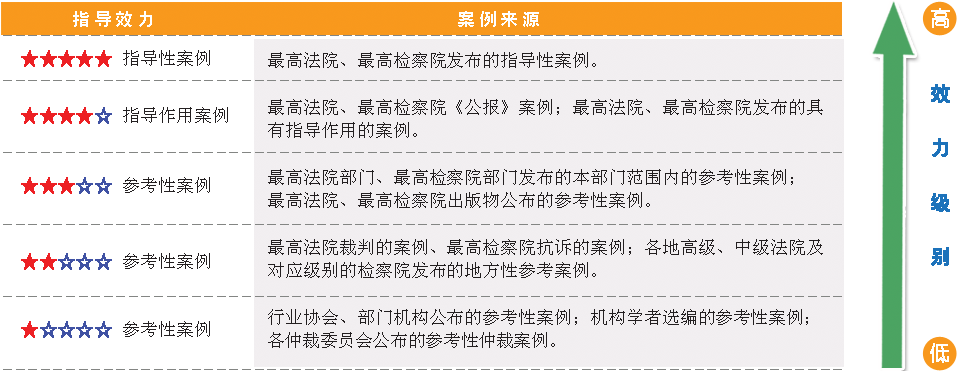 指导效力 案例来源
★★★★★ 指导性案例 最高法院、最高检察院发布的指导性案例。
★★★★☆ 指导作用案例 最高法院、最高检察院《公报》案例；最高法院、最高检察院发布的具
有指导作用的案例。
★★★☆☆ 参考性案例 最高法院部门、最高检察院部门发布的本部门范围内的参考性案例；
最高法院、最高检察院出版物公布的参考性案例。
★★☆☆☆ 参考性案例 最高法院裁判的案例、最高检察院抗诉的案例；各地高级、中级法院及
对应级别的检察院发布的地方性参考案例。
★☆☆☆☆ 参考性案例 行业协会、部门机构公布的参考性案例；机构学者选编的参考性案例；
各仲裁委员会公布的参考性仲裁案例。
高
效
力
级
别
低